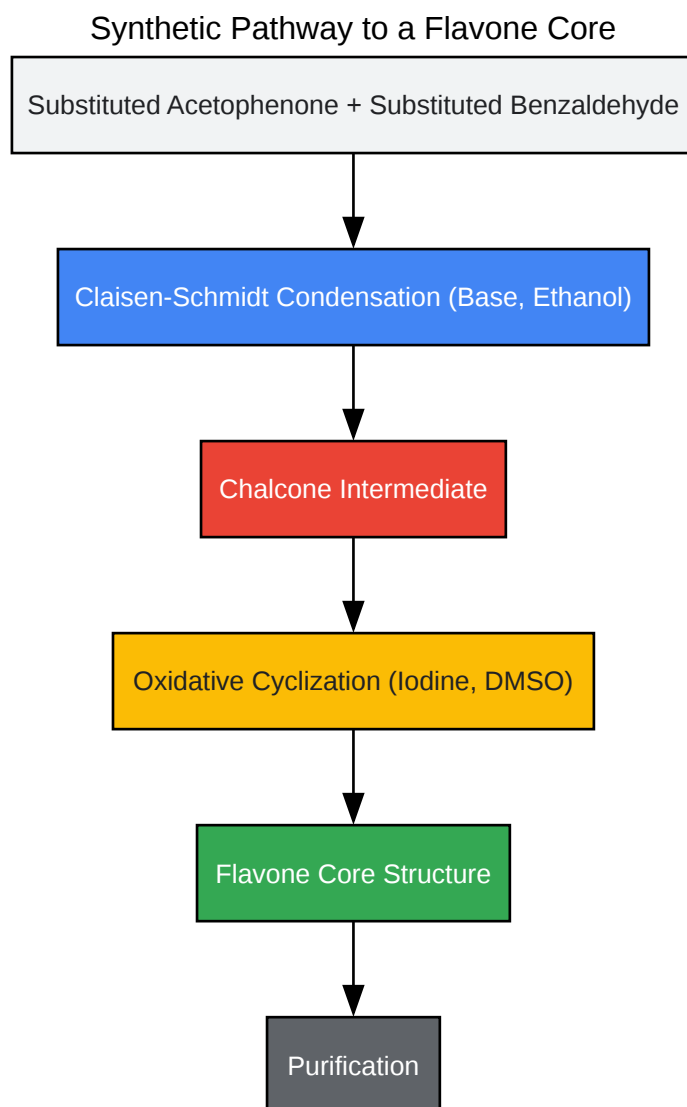 Synthetic Pathway to a Flavone Core
Substituted Acetophenone + Substituted Benzaldehyde
Claisen-Schmidt Condensation (Base, Ethanol)
Chalcone Intermediate
Oxidative Cyclization (Iodine, DMSO)
Flavone Core Structure
Purification